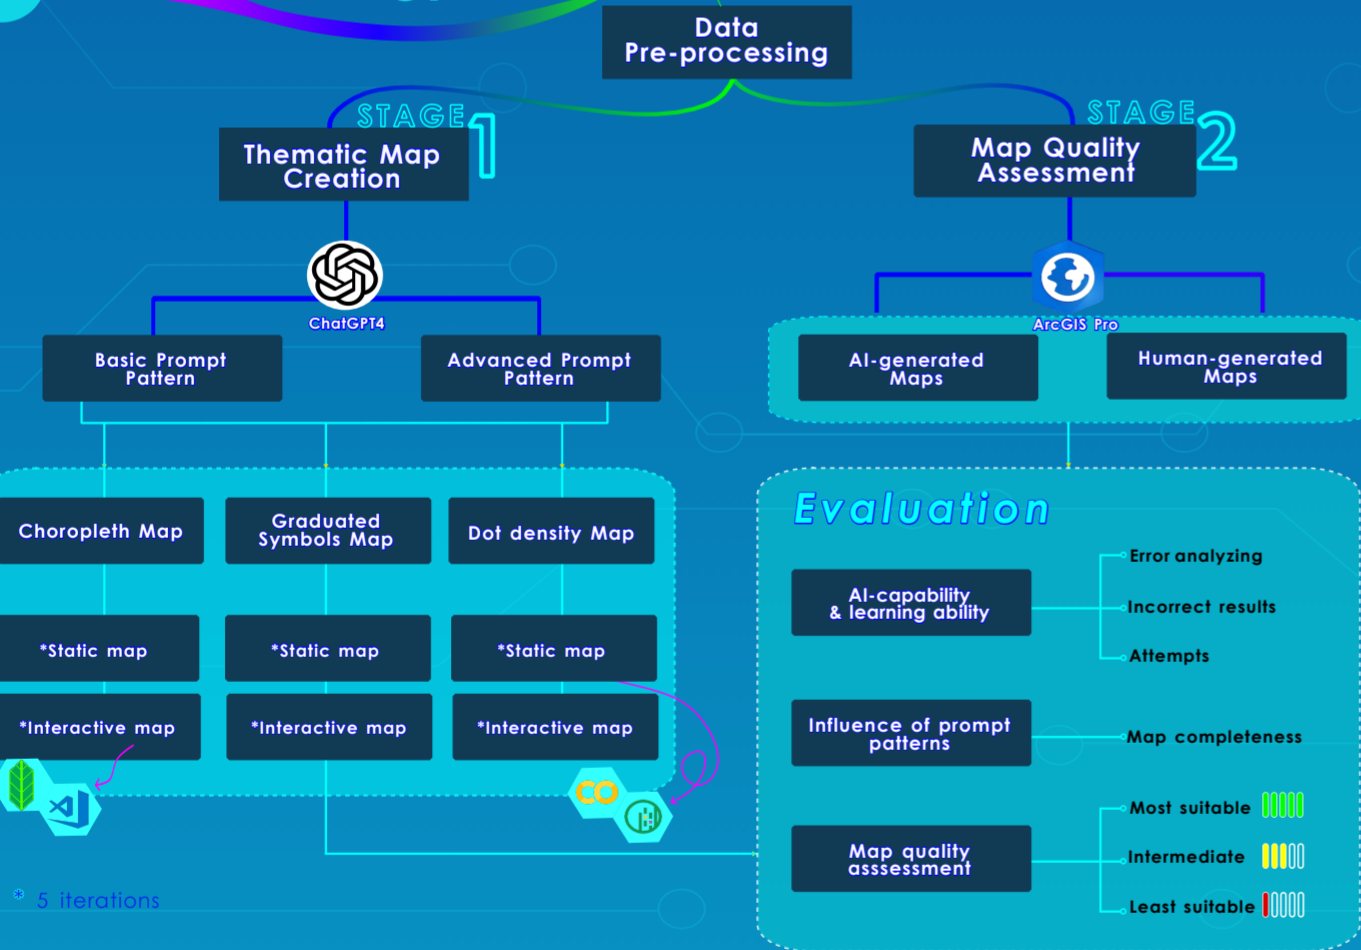 Data
Pre-processing
STAGE 1
Thematic Map
Creation
STAGE 2
Map Quality
Assessment
ChatGPT4
ArcGIS Pro
Basic Prompt
Pattern
Advanced Prompt
Pattern
AI-generated
Maps
Human-generated
Maps
Choropleth Map
Graduated
Symbols Map
Dot density Map
*Static map
*Static map
*Static map
*Interactive map
*Interactive map
*Interactive map
CO
* 5 iterations
Evaluation
AI-capability
& learning ability
Error analyzing
Incorrect results
Attempts
Influence of prompt
patterns
Map completeness
Map quality
asssessment
Most suitable
Intermediate
Least suitable